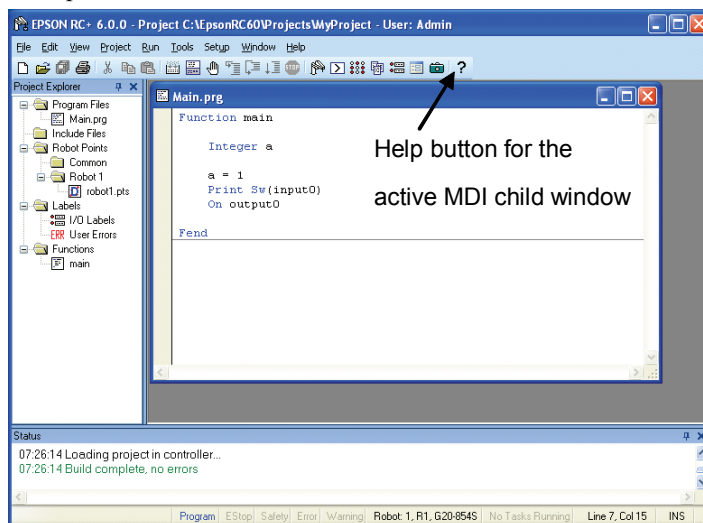 EPSON RC+ 6.0.0 - Project C:\EpsonRC60\Projects\MyProject - User: Admin
File Edit View Project Run Tools Setup Window Help
Project Explorer
Program Files
Main.prg
Include Files
Robot Points
Common
Robot 1
robot1.pts
Labels
I/O Labels
ERR User Errors
Functions
main
Main.prg
Function main
Integer a
a = 1
Print Sw(input0)
On output0
Fend
Help button for the
active MDI child window
Status
07:26:14 Loading project in controller...
07:26:14 Build complete, no errors
Program EStop Safety Error Warning Robot: 1, R1, G20-854S No Tasks Running Line 7, Col 15 INS